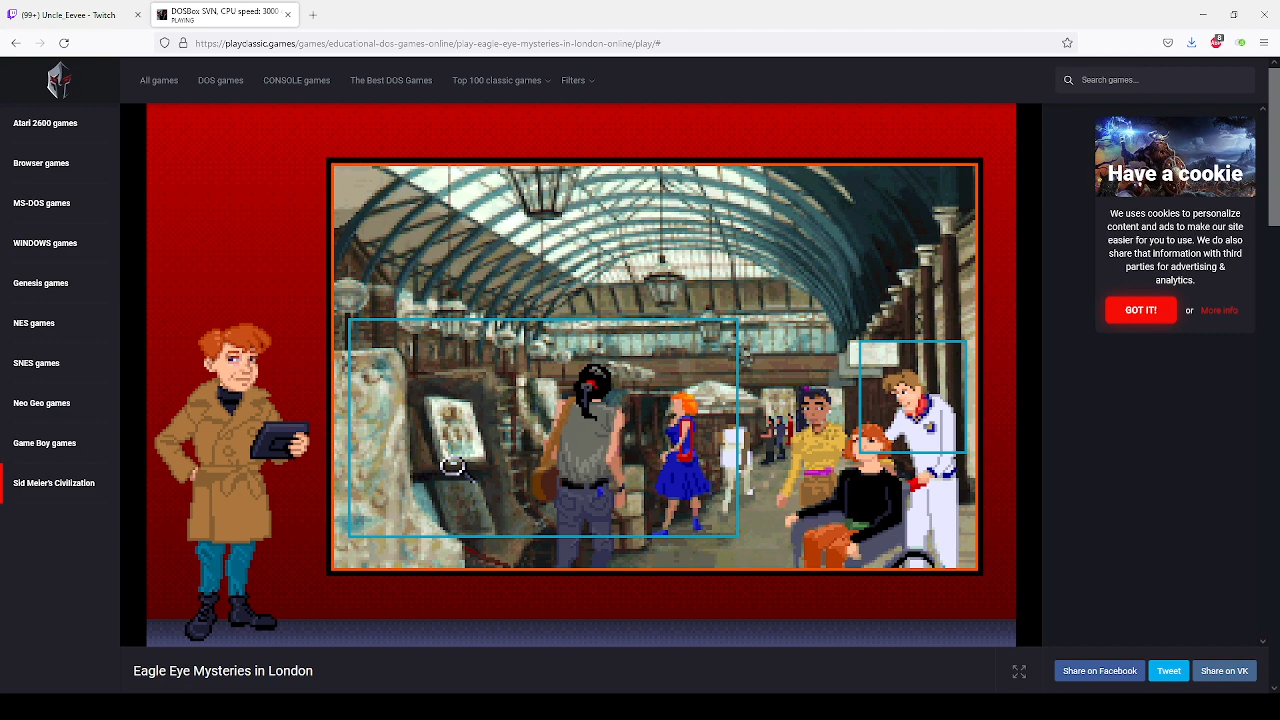 (99+) Uncle_Eevee - Twitch
DOSBox SVN, CPU speed: 3000
PLAYING
https://playclassic.games/games/educational-dos-games-online/play-eagle-eye-mysteries-in-london-online/play/#
8
All games
DOS games
CONSOLE games
The Best DOS Games
Top 100 classic games
Filters
Search games...
Atari 2600 games
Browser games
MS-DOS games
WINDOWS games
Genesis games
NES games
SNES games
Neo Geo games
Game Boy games
Sid Meier's Civilization
Have a cookie
We uses cookies to personalize
content and ads to make our site
easier for you to use. We do also
share that information with third
parties for advertising &
analytics.
GOT IT!
or
More info
Eagle Eye Mysteries in London
Share on Facebook
Tweet
Share on VK